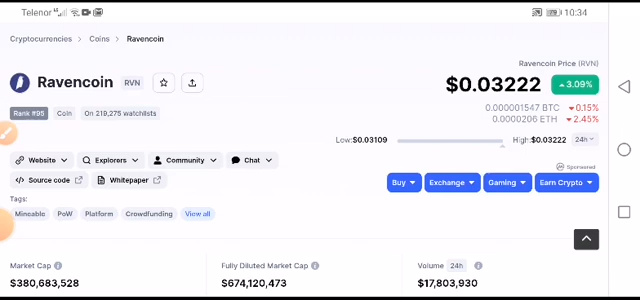 Telenor 10:34
Cryptocurrencies > Coins > Ravencoin
Ravencoin Price (RVN)
Ravencoin RVN
$0.03222 3.09%
0.000001547 BTC 0.15%
0.0000206 ETH 2.45%
Rank #95 Coin On 219,275 watchlists
Low:$0.03109 High:$0.03222 24h
Website Explorers Community Chat
Sponsored
Source code Whitepaper
Buy Exchange Gaming Earn Crypto
Tags:
Mineable PoW Platform Crowdfunding View all
Market Cap Fully Diluted Market Cap Volume 24h
$380,683,528 $674,120,473 $17,803,930